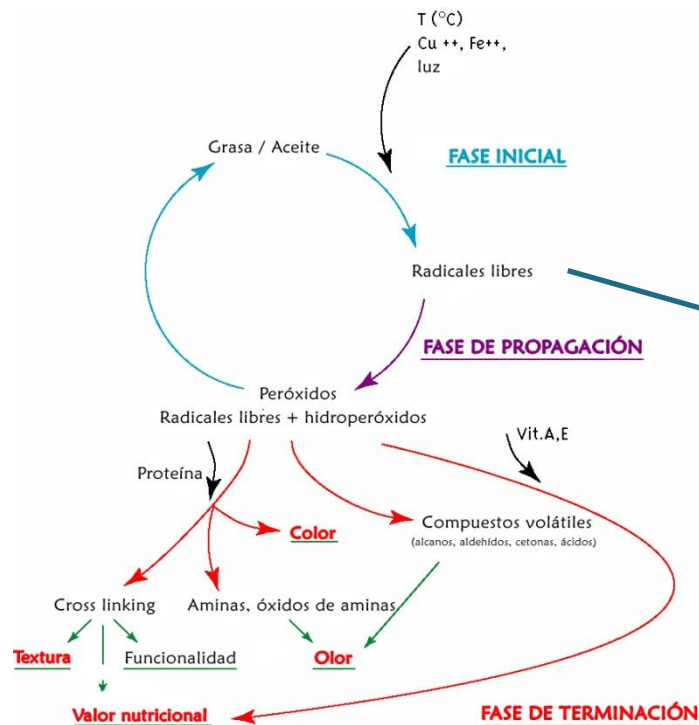 T (°C)
Cu ++, Fe++,
luz
Grasa / Aceite
FASE INICIAL
Radicales libres
FASE DE PROPAGACIÓN
Peróxidos
Radicales libres + hidroperóxidos
Vit.A,E
Proteína
Color
Compuestos volátiles
(alcanos, aldehídos, cetonas, ácidos)
Cross linking
Aminas, óxidos de aminas
Textura
Funcionalidad
Olor
Valor nutricional
FASE DE TERMINACIÓN